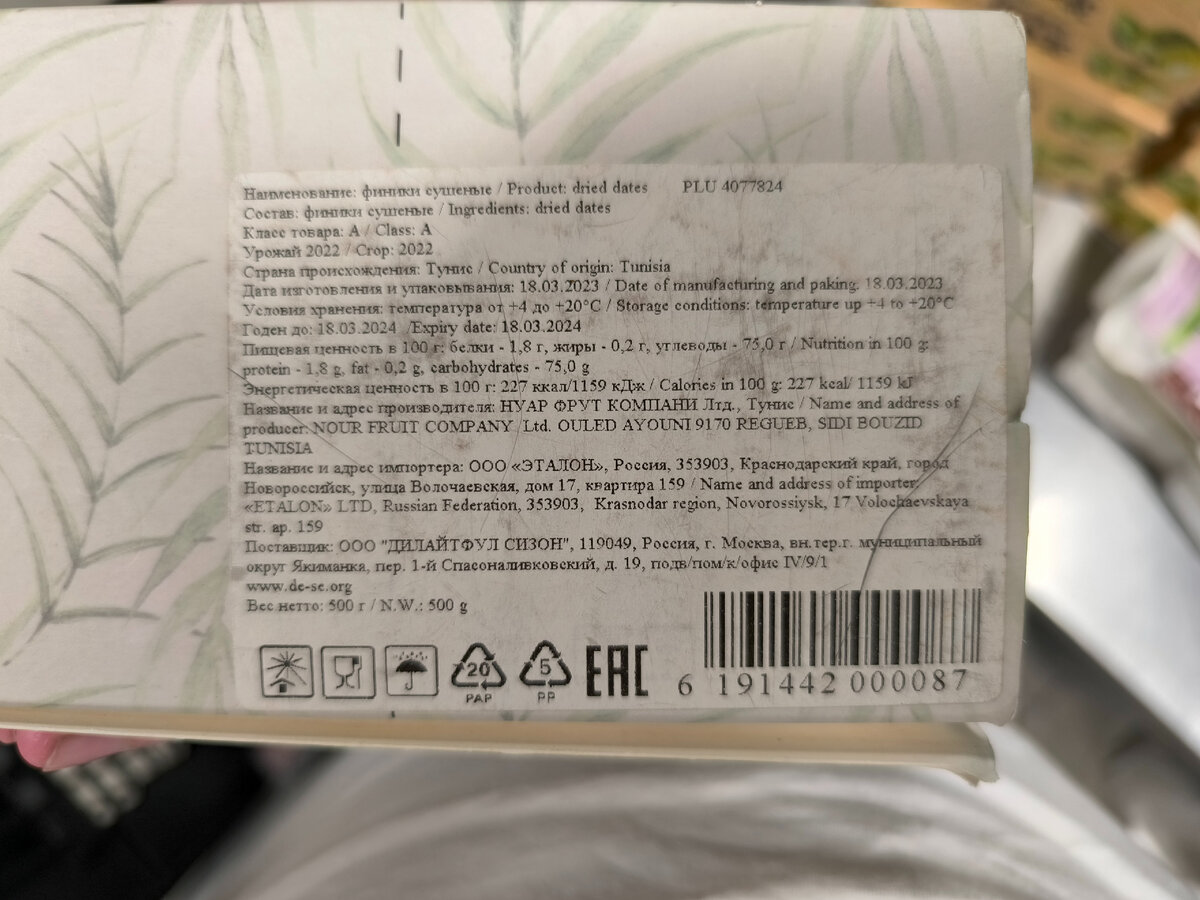 Наименование: финики сушеные / Product: dried dates PLU 4077824
Состав: финики сушеные / Ingredients: dried dates
Класс товара: А / Class: A
Урожай 2022 / Crop: 2022
Страна происхождения: Тунис / Country of origin: Tunisia
Дата изготовления и упаковывания: 18.03.2023 / Date of manufacturing and paking: 18.03.2023
Условия хранения: температура от +4 до +20°C / Storage conditions: temperature up +4 to +20°C
Годен до: 18.03.2024 /Expiry date: 18.03.2024
Пищевая ценность в 100 г: белки - 1,8 г, жиры - 0,2 г, углеводы - 75,0 г / Nutrition in 100 g:
protein - 1,8 g, fat - 0,2 g, carbohydrates - 75,0 g
Энергетическая ценность в 100 г: 227 ккал/1159 кДж / Calories in 100 g: 227 kcal/ 1159 kJ
Название и адрес производителя: НУАР ФРУТ КОМПАНИ Лтд., Тунис / Name and address of
producer: NOUR FRUIT COMPANY Ltd. OULED AYOUNI 9170 REGUEB, SIDI BOUZID
TUNISIA
Название и адрес импортера: ООО «ЭТАЛОН», Россия, 353903, Краснодарский край, город
Новороссийск, улица Волочаевская, дом 17, квартира 159 / Name and address of importer:
«ETALON» LTD, Russian Federation, 353903, Krasnodar region, Novorossiysk, 17 Volochaevskaya
str. ap. 159
Поставщик: ООО "ДИЛАЙТФУЛ СИЗОН", 119049, Россия, г. Москва, вн.тер.г. муниципальный
округ Якиманка, пер. 1-й Спасоналивковский, д. 19, подв/пом/к/офис IV/9/1
www.de-se.org
Вес нетто: 500 г / N.W.: 500 g
20
PAP
5
PP
EAC
6 191442 000087